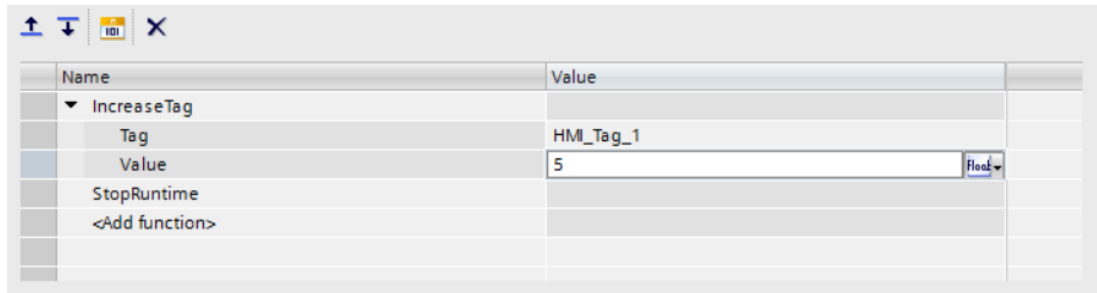 Name Value
IncreaseTag
Tag HMI_Tag_1
Value 5 Float
StopRuntime
<Add function>